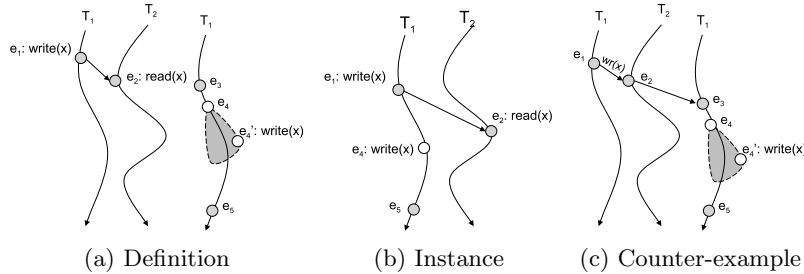 T1
T2
T1
e1: write(x)
e2: read(x)
e3
e4
e4': write(x)
e5
(a) Definition
T1
T2
e1: write(x)
e2: read(x)
e4: write(x)
e5
(b) Instance
T1
T2
T1
e1
wr(x)
e2
e3
e4
e4': write(x)
e5
(c) Counter-example